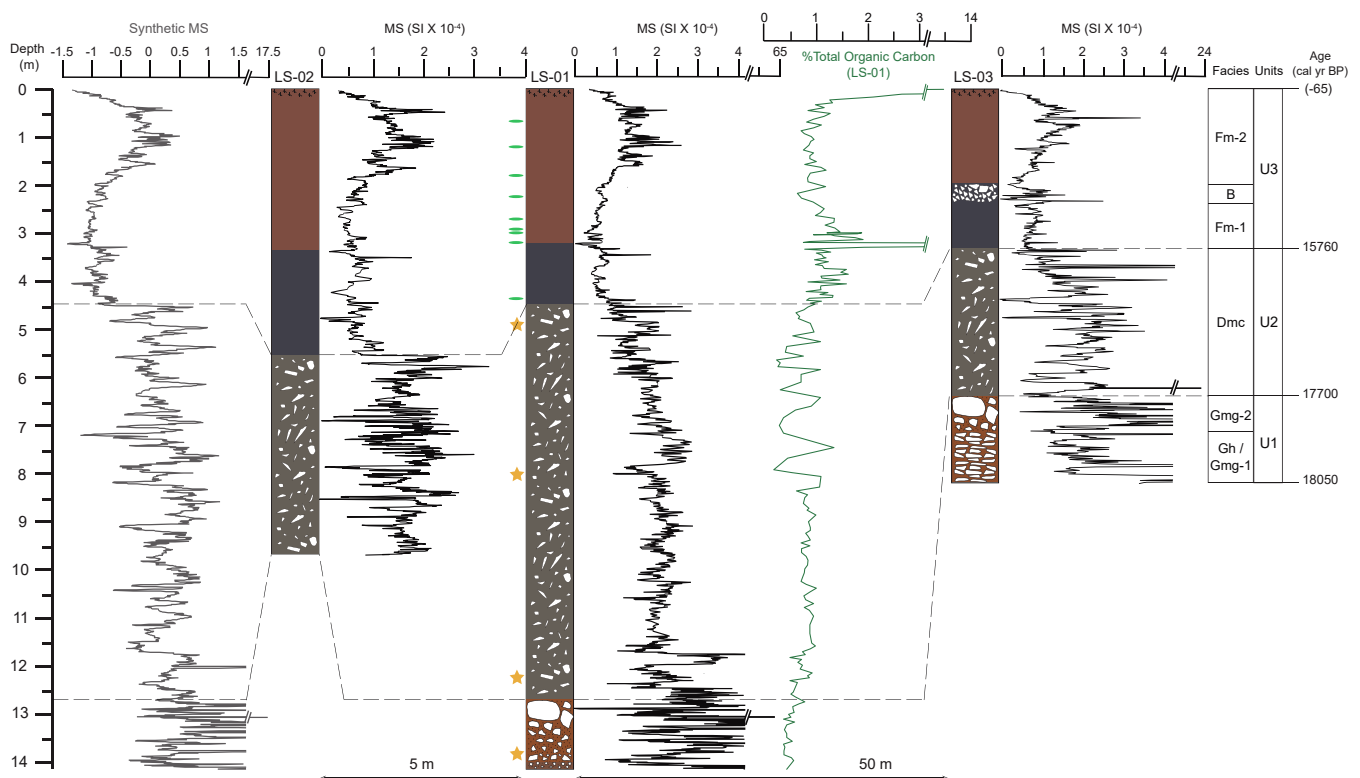 Synthetic MS
MS (SI X 10-4)
MS (SI X 10-4)
0 1 2 3 14
MS (SI X 10-4)
%Total Organic Carbon
(LS-01)
Depth
(m)
-1.5 -1 -0.5 0 0.5 1.5 17.5
LS-02
0 1 2 3 4
LS-01
0 1 2 3 4 65
LS-03
0 1 2 3 4 24
Facies Units
Age
(cal yr BP)
(-65)
0
1
2
3
4
5
6
7
8
9
10
11
12
13
14
Fm-2
B
Fm-1
U3
15760
Dmc
U2
17700
Gmg-2
Gh /
Gmg-1
U1
18050
5 m
50 m